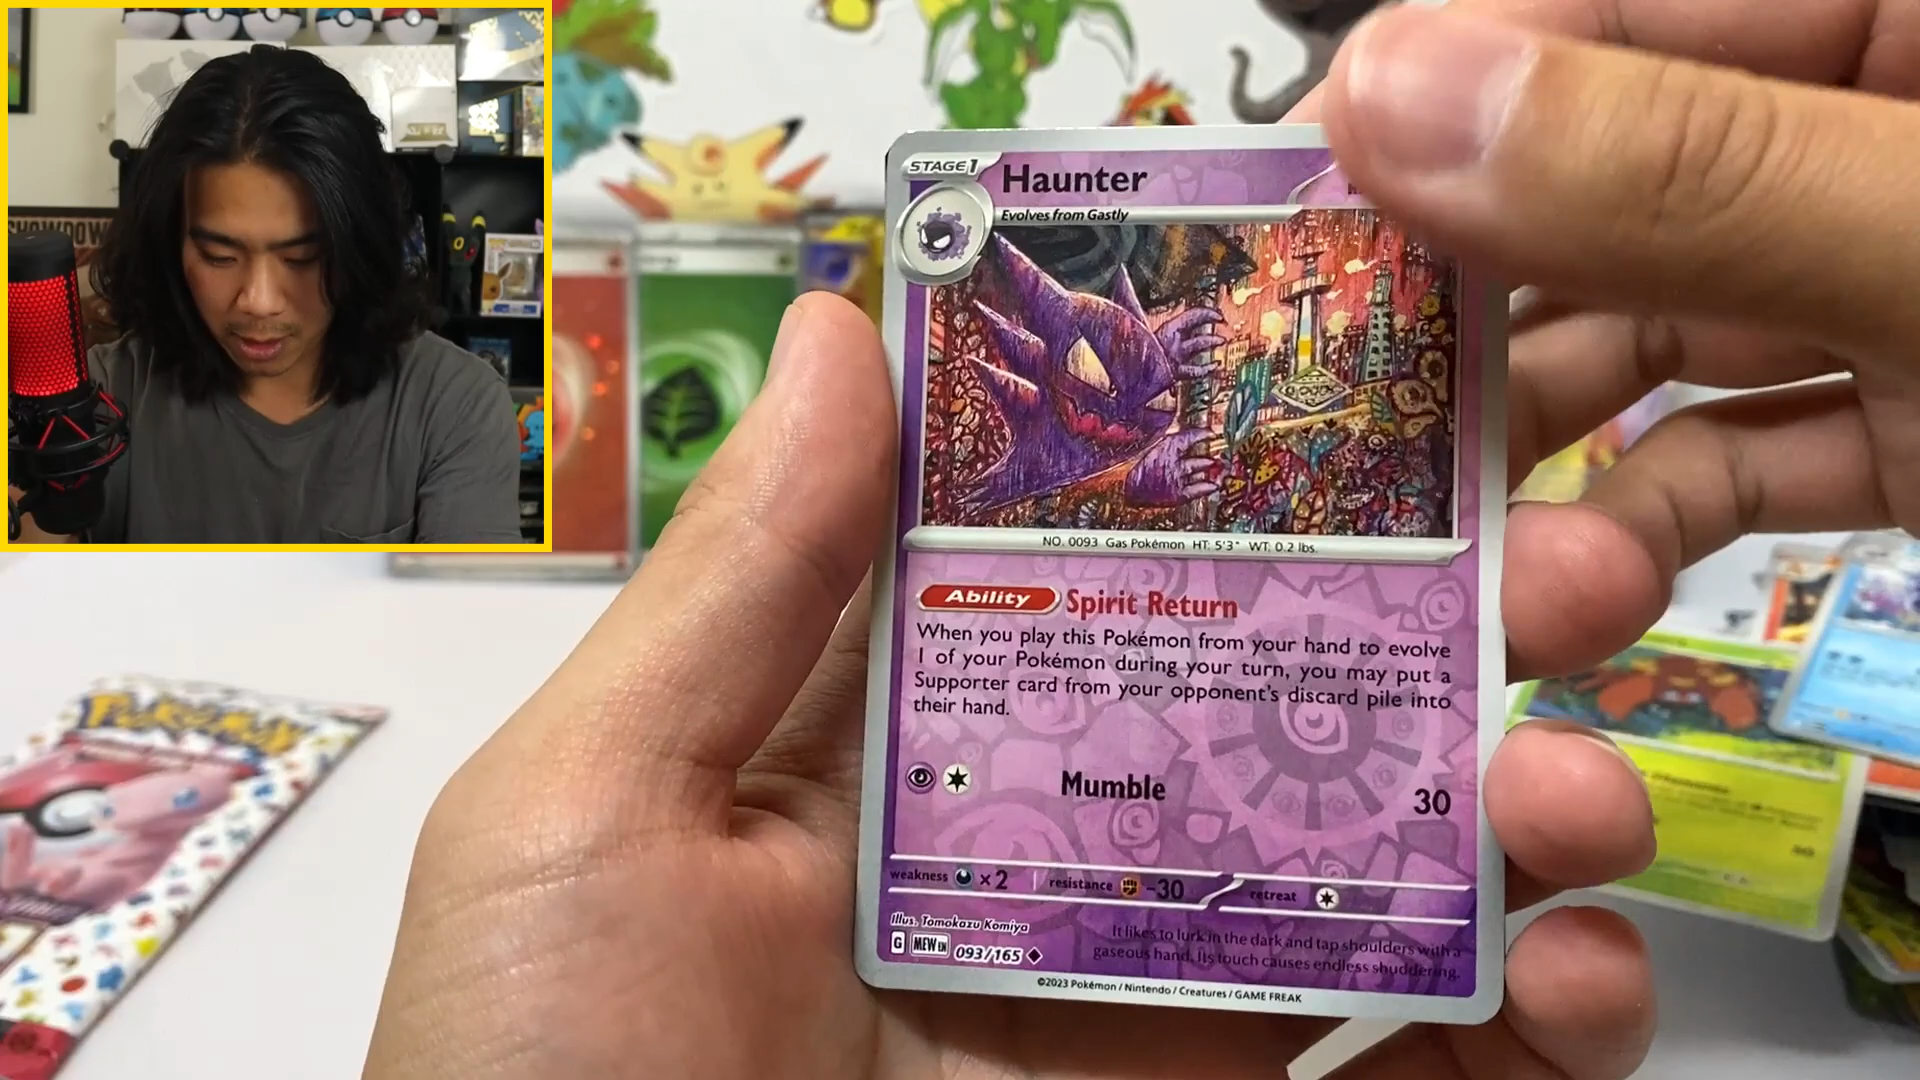 SHOWDOW
STAGE1
Haunter
Evolves from Gastly
NO. 0093 Gas Pokémon HT: 5'3" WT: 0.2 lbs.
Ability Spirit Return
When you play this Pokémon from your hand to evolve
1 of your Pokémon during your turn, you may put a
Supporter card from your opponent's discard pile into
their hand.
Mumble 30
weakness ×2 resistance -30 retreat
Illus. Tomokazu Komiya
G MEW EN 093/165
It likes to lurk in the dark and tap shoulders with a
gaseous hand. Its touch causes endless shuddering.
©2023 Pokémon / Nintendo / Creatures / GAME FREAK
Pokémon